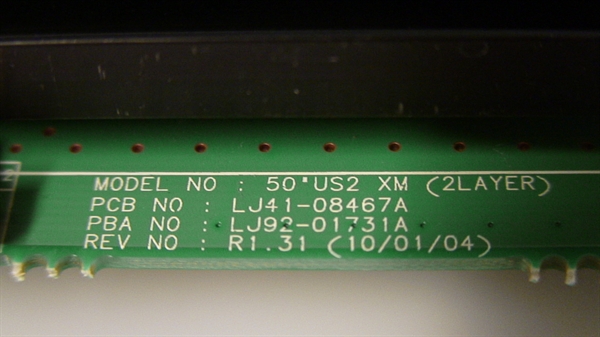 MODEL NO : 50"US2 XM (2LAYER)
PCB NO : LJ41-08467A
PBA NO : LJ92-01731A
REV NO : R1.31 (10/01/04)